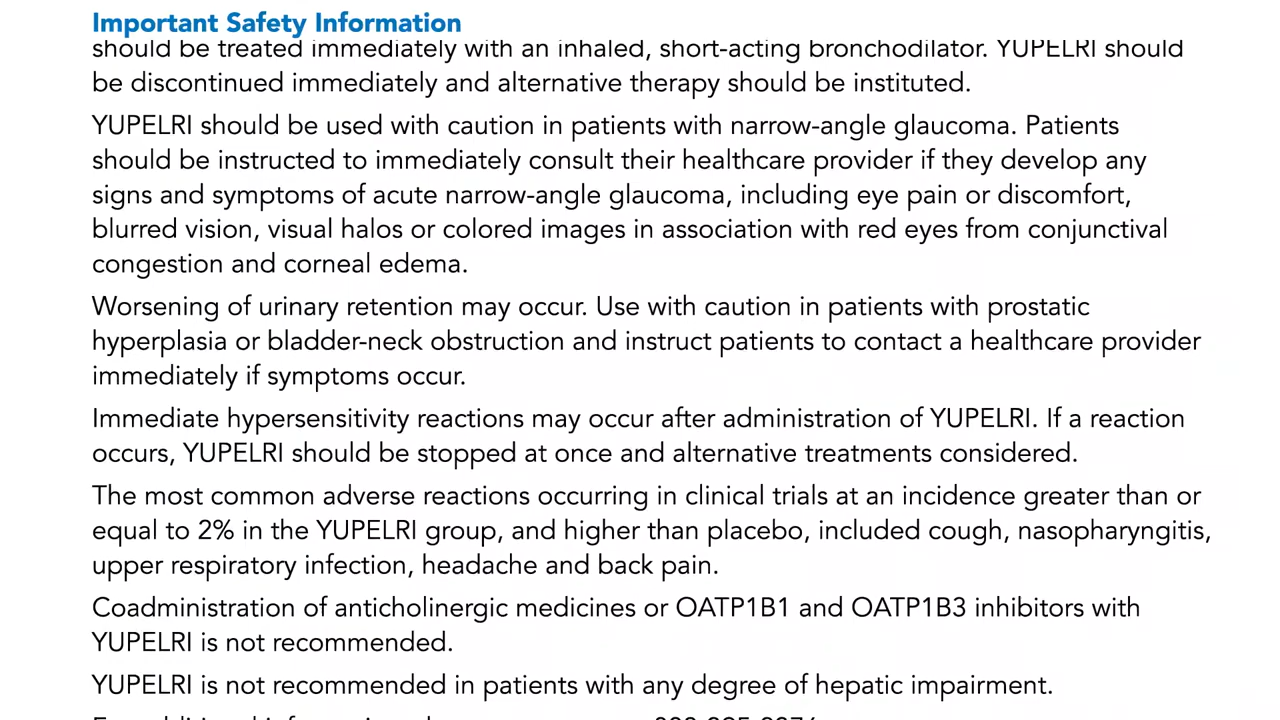 Important Safety Information
should be treated immediately with an inhaled, short-acting bronchodilator. YUPELRI should
be discontinued immediately and alternative therapy should be instituted.
YUPELRI should be used with caution in patients with narrow-angle glaucoma. Patients
should be instructed to immediately consult their healthcare provider if they develop any
signs and symptoms of acute narrow-angle glaucoma, including eye pain or discomfort,
blurred vision, visual halos or colored images in association with red eyes from conjunctival
congestion and corneal edema.
Worsening of urinary retention may occur. Use with caution in patients with prostatic
hyperplasia or bladder-neck obstruction and instruct patients to contact a healthcare provider
immediately if symptoms occur.
Immediate hypersensitivity reactions may occur after administration of YUPELRI. If a reaction
occurs, YUPELRI should be stopped at once and alternative treatments considered.
The most common adverse reactions occurring in clinical trials at an incidence greater than or
equal to 2% in the YUPELRI group, and higher than placebo, included cough, nasopharyngitis,
upper respiratory infection, headache and back pain.
Coadministration of anticholinergic medicines or OATP1B1 and OATP1B3 inhibitors with
YUPELRI is not recommended.
YUPELRI is not recommended in patients with any degree of hepatic impairment.